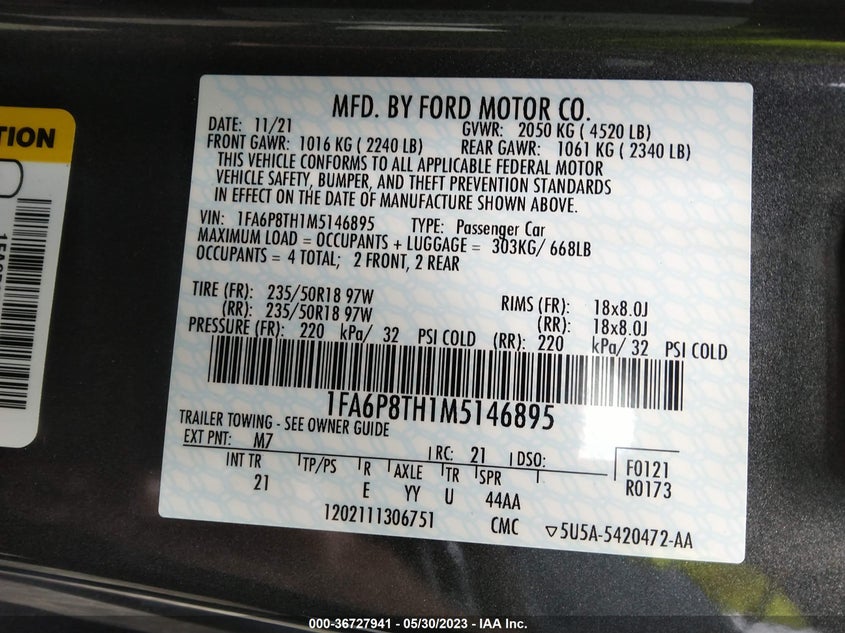 TION
MFD. BY FORD MOTOR CO.
DATE: 11/21 GVWR: 2050 KG ( 4520 LB)
FRONT GAWR: 1016 KG ( 2240 LB) REAR GAWR: 1061 KG ( 2340 LB)
THIS VEHICLE CONFORMS TO ALL APPLICABLE FEDERAL MOTOR
VEHICLE SAFETY, BUMPER, AND THEFT PREVENTION STANDARDS
IN EFFECT ON THE DATE OF MANUFACTURE SHOWN ABOVE.
VIN: 1FA6P8TH1M5146895 TYPE: Passenger Car
MAXIMUM LOAD = OCCUPANTS + LUGGAGE = 303KG/ 668LB
OCCUPANTS = 4 TOTAL; 2 FRONT, 2 REAR
TIRE (FR): 235/50R18 97W RIMS (FR): 18x8.0J
(RR): 235/50R18 97W (RR): 18x8.0J
PRESSURE (FR): 220 kPa/ 32 PSI COLD (RR): 220 kPa/ 32 PSI COLD
1FA6P8TH1M5146895
TRAILER TOWING - SEE OWNER GUIDE
EXT PNT: M7 RC: 21 DSO: F0121
INT TR TP/PS R AXLE TR SPR R0173
21 E YY U 44AA
1202111306751 CMC ▽5U5A-5420472-AA
000-36727941 — 05/30/2023 — IAA Inc.